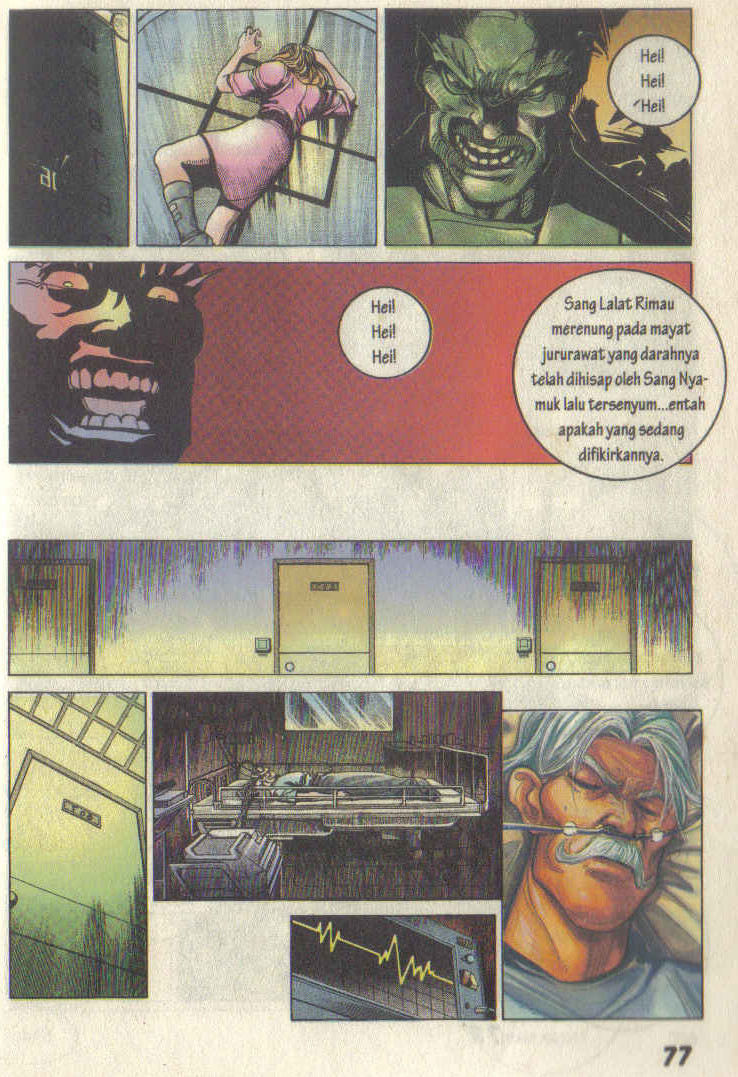 Hei!
Hei!
Hei!
Hei!
Hei!
Hei!
Sang Lalat Rimau
merenung pada mayat
jururawat yang darahnya
telah dihisap oleh Sang Nya-
muk lalu tersenyum...entah
apakah yang sedang
difikirkannya.
77